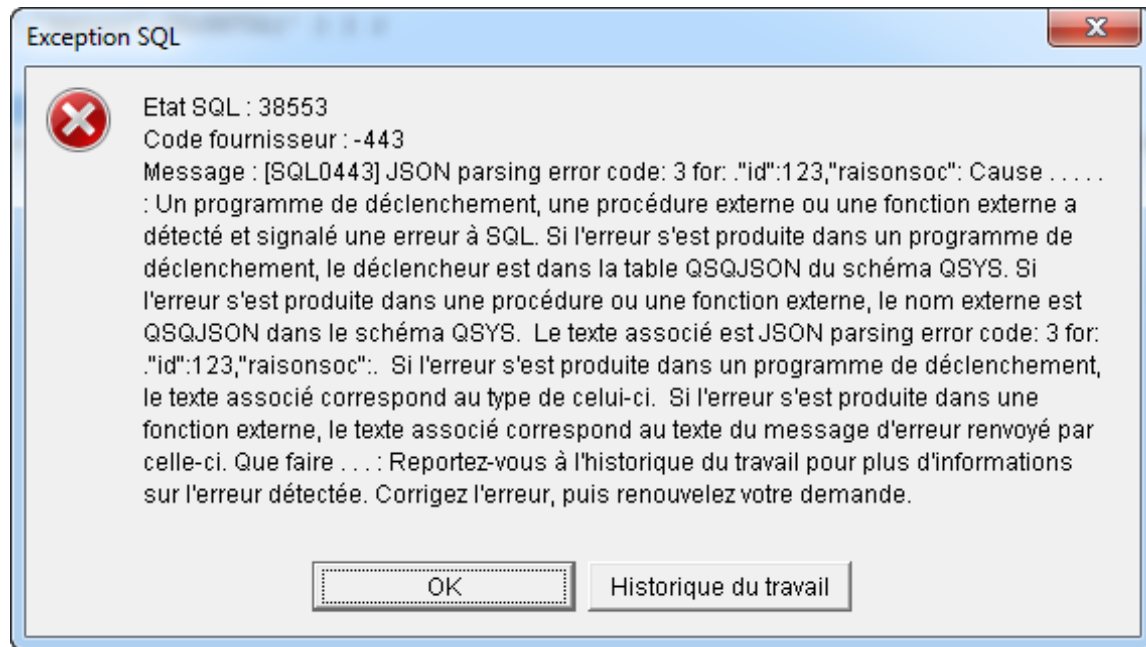 Exception SQL
Etat SQL : 38553
Code fournisseur : -443
Message : [SQL0443] JSON parsing error code: 3 for: ."id":123,"raisonsoc": Cause . . . . .
: Un programme de déclenchement, une procédure externe ou une fonction externe a
détecté et signalé une erreur à SQL. Si l'erreur s'est produite dans un programme de
déclenchement, le déclencheur est dans la table QSQJSON du schéma QSYS. Si
l'erreur s'est produite dans une procédure ou une fonction externe, le nom externe est
QSQJSON dans le schéma QSYS.  Le texte associé est JSON parsing error code: 3 for:
."id":123,"raisonsoc":.  Si l'erreur s'est produite dans un programme de déclenchement,
le texte associé correspond au type de celui-ci.  Si l'erreur s'est produite dans une
fonction externe, le texte associé correspond au texte du message d'erreur renvoyé par
celle-ci. Que faire . . . : Reportez-vous à l'historique du travail pour plus d'informations
sur l'erreur détectée. Corrigez l'erreur, puis renouvelez votre demande.
OK
Historique du travail